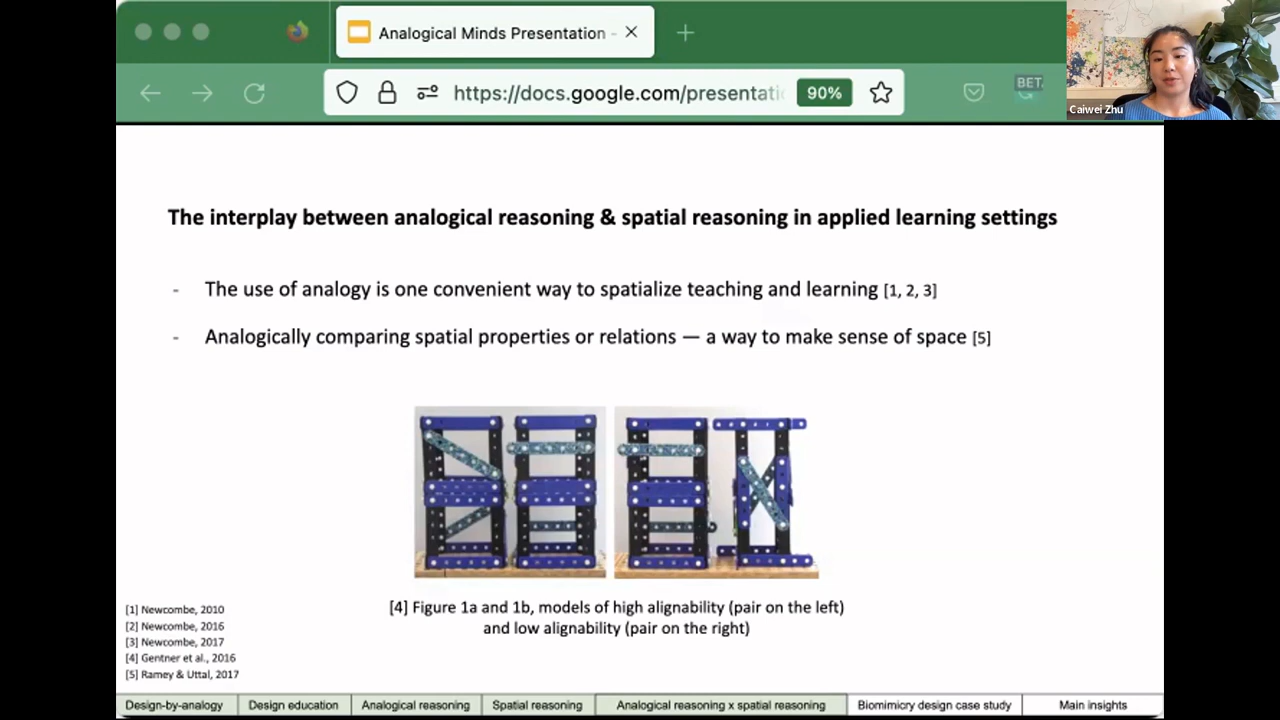 Analogical Minds Presentation -
https://docs.google.com/presentati
90%
BET
Caiwei Zhu
The interplay between analogical reasoning & spatial reasoning in applied learning settings
- The use of analogy is one convenient way to spatialize teaching and learning [1, 2, 3]
- Analogically comparing spatial properties or relations — a way to make sense of space [5]
[4] Figure 1a and 1b, models of high alignability (pair on the left)
and low alignability (pair on the right)
[1] Newcombe, 2010
[2] Newcombe, 2016
[3] Newcombe, 2017
[4] Gentner et al., 2016
[5] Ramey & Uttal, 2017
Design-by-analogy Design education Analogical reasoning Spatial reasoning Analogical reasoning x spatial reasoning Biomimicry design case study Main insights